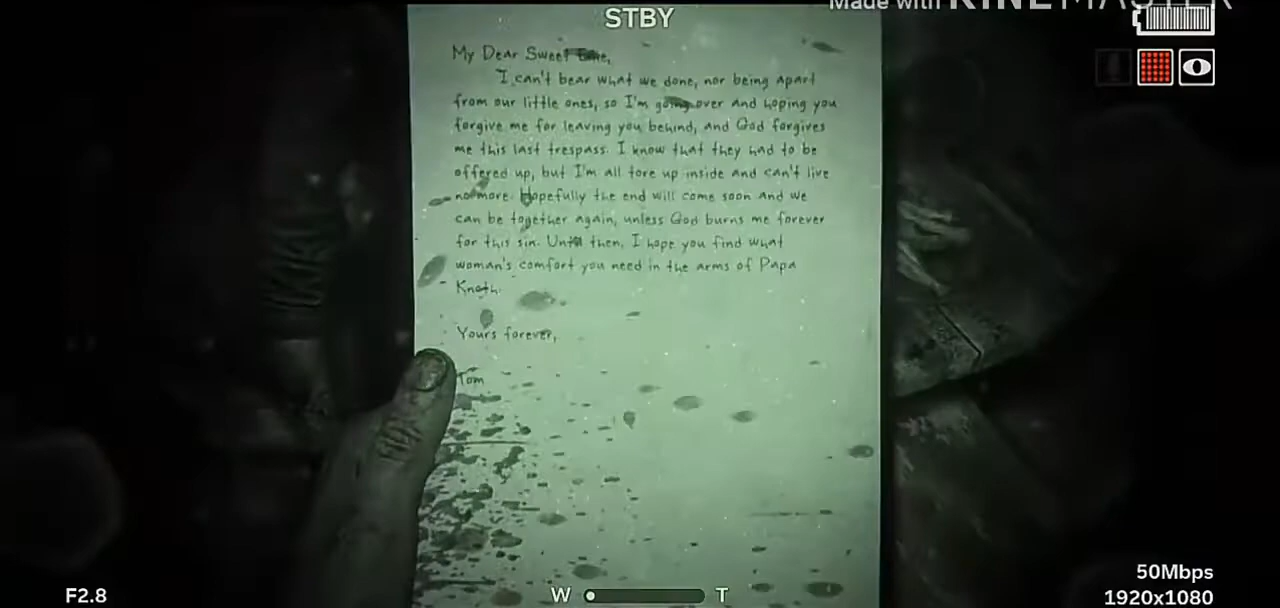 Made with KINEMASTER
STBY
My Dear Sweet
I can't bear what we done, nor being apart
from our little ones, so I'm going over and hoping you
forgive me for leaving you behind, and God forgives
me this last trespass. I know that they had to be
offered up, but I'm all tore up inside and can't live
no more. Hopefully the end will come soon and we
can be together again, unless God burns me forever
for this sin. Until then, I hope you find what
woman's comfort you need in the arms of Papa
Knoth.
Yours forever,
Tom
50Mbps
F2.8
W
T
1920x1080